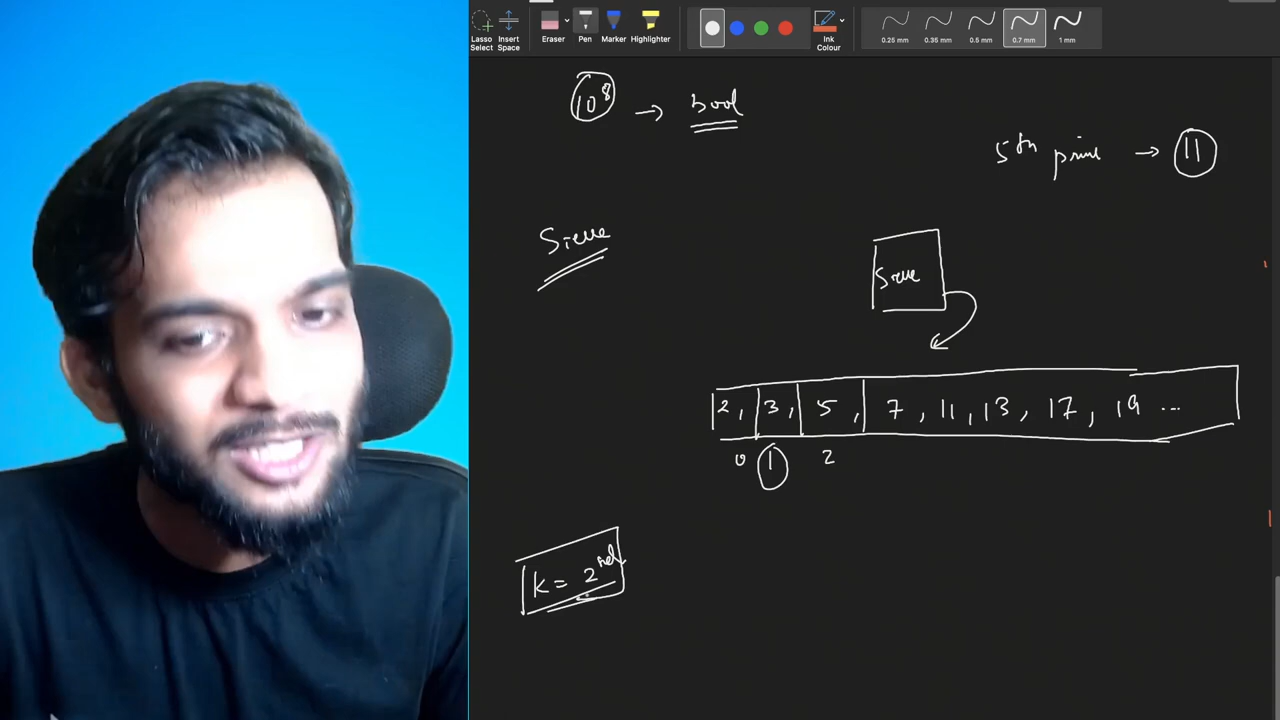 Lasso Select
Insert Space
Eraser
Pen
Marker
Highlighter
Ink Colour
0.25 mm
0.35 mm
0.5 mm
0.7 mm
1 mm
10⁸ → bool
5th prime → 11
Sieve
Sieve
2, 3, 5, 7, 11, 13, 17, 19 ...
0 1 2
K = 2nd